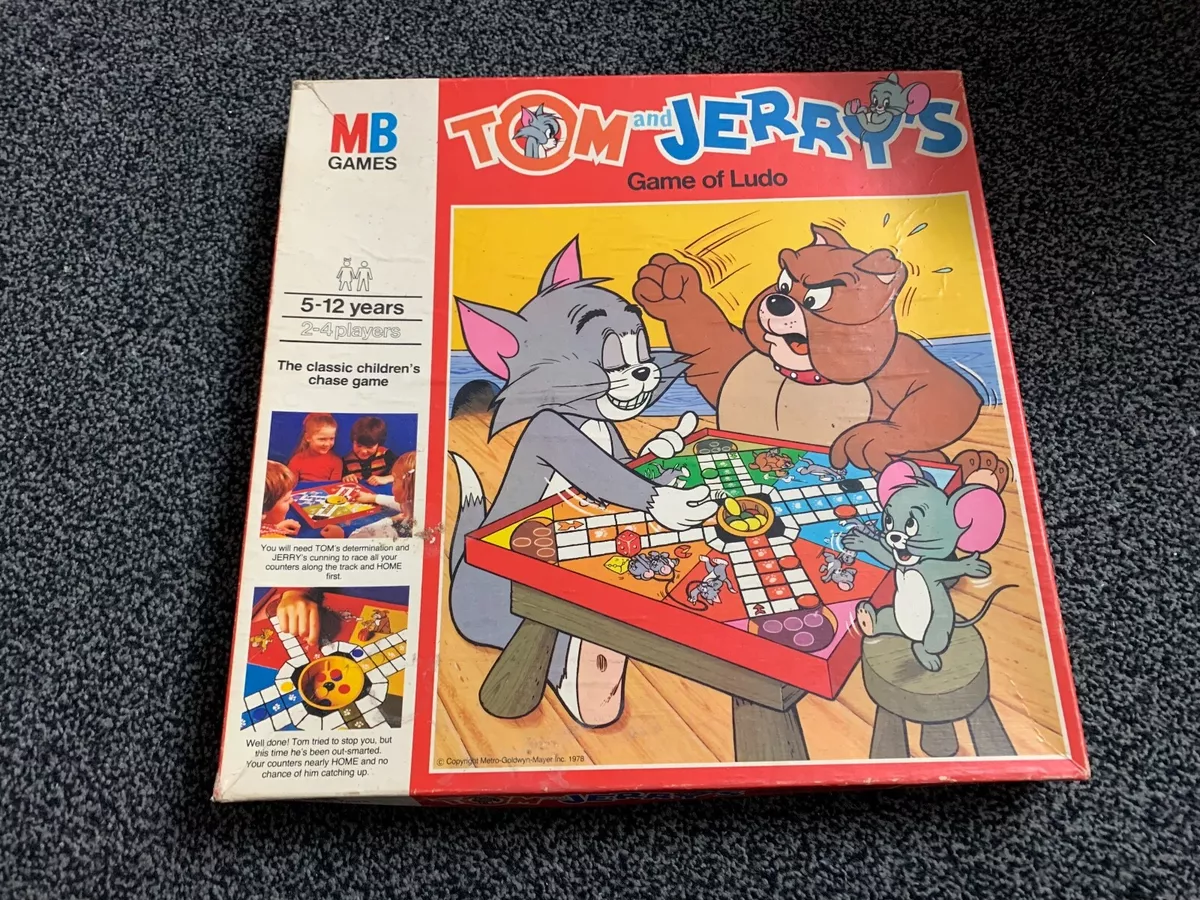 MB
GAMES
TOM and JERRY'S
Game of Ludo
5-12 years
2-4 players
The classic children's
chase game
You will need TOM's determination and
JERRY's cunning to race all your
counters along the track and HOME
first.
Well done! Tom tried to stop you, but
this time he's been out-smarted.
Your counters nearly HOME and no
chance of him catching up.
© Copyright Metro-Goldwyn-Mayer Inc. 1978
TOM and JERRY'S